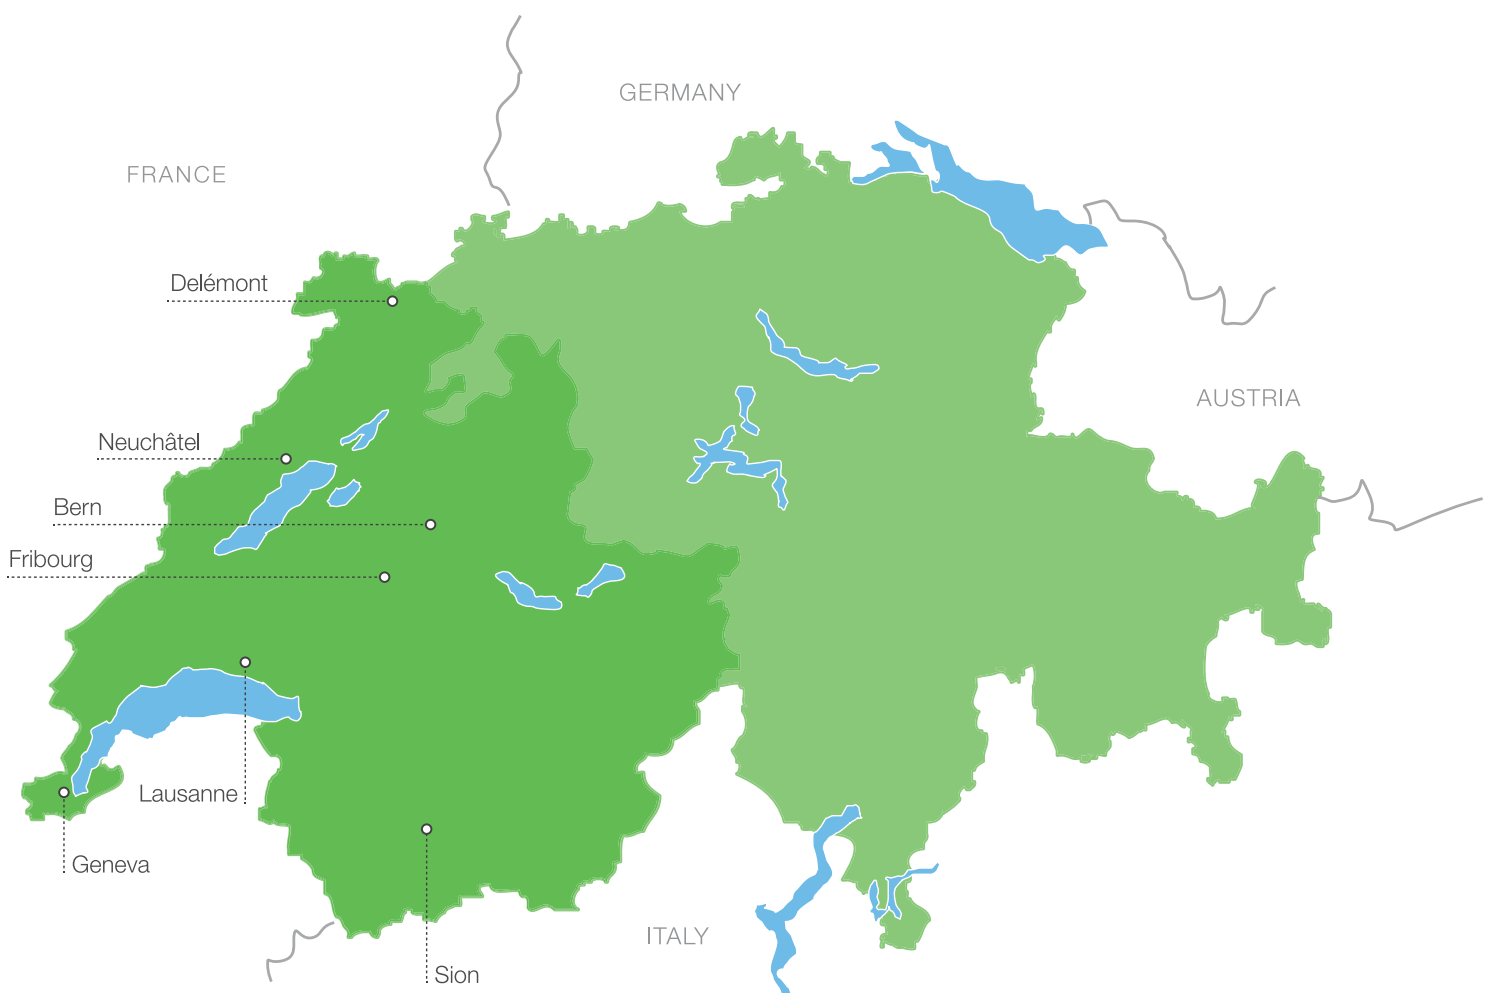 GERMANY
FRANCE
Delémont
AUSTRIA
Neuchâtel
Bern
Fribourg
Lausanne
Geneva
ITALY
Sion